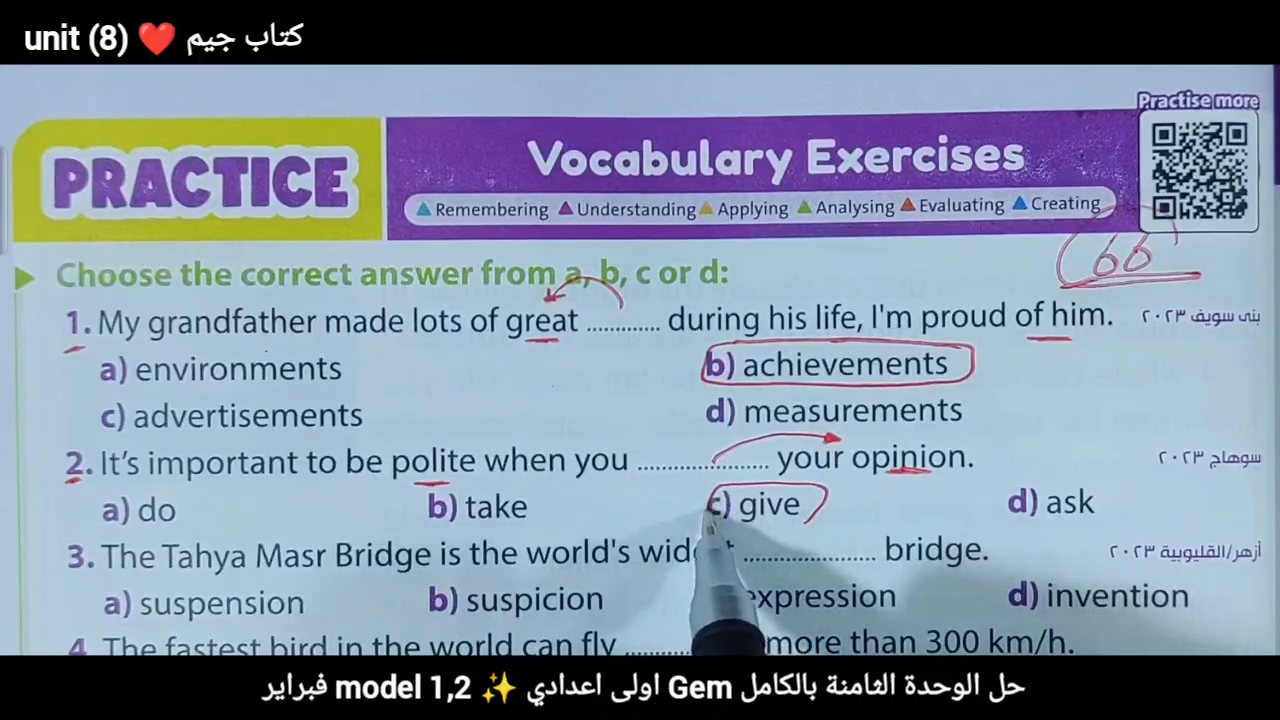 unit (8) ❤️ كتاب جيم
Practise more
PRACTICE
Vocabulary Exercises
Remembering Understanding Applying Analysing Evaluating Creating
66
Choose the correct answer from a, b, c or d:
1. My grandfather made lots of great ............ during his life, I'm proud of him. بنى سويف ٢٠٢٣
a) environments b) achievements
c) advertisements d) measurements
2. It's important to be polite when you ...................... your opinion. سوهاج ٢٠٢٣
a) do b) take c) give d) ask
3. The Tahya Masr Bridge is the world's ...................... bridge. أزهر/القليوبية ٢٠٢٣
a) suspension b) suspicion expression d) invention
4. The fastest bird in the world can fly .......... more than 300 km/h.
حل الوحدة الثامنة بالكامل Gem اولى اعدادي ✨ model 1,2 فبراير